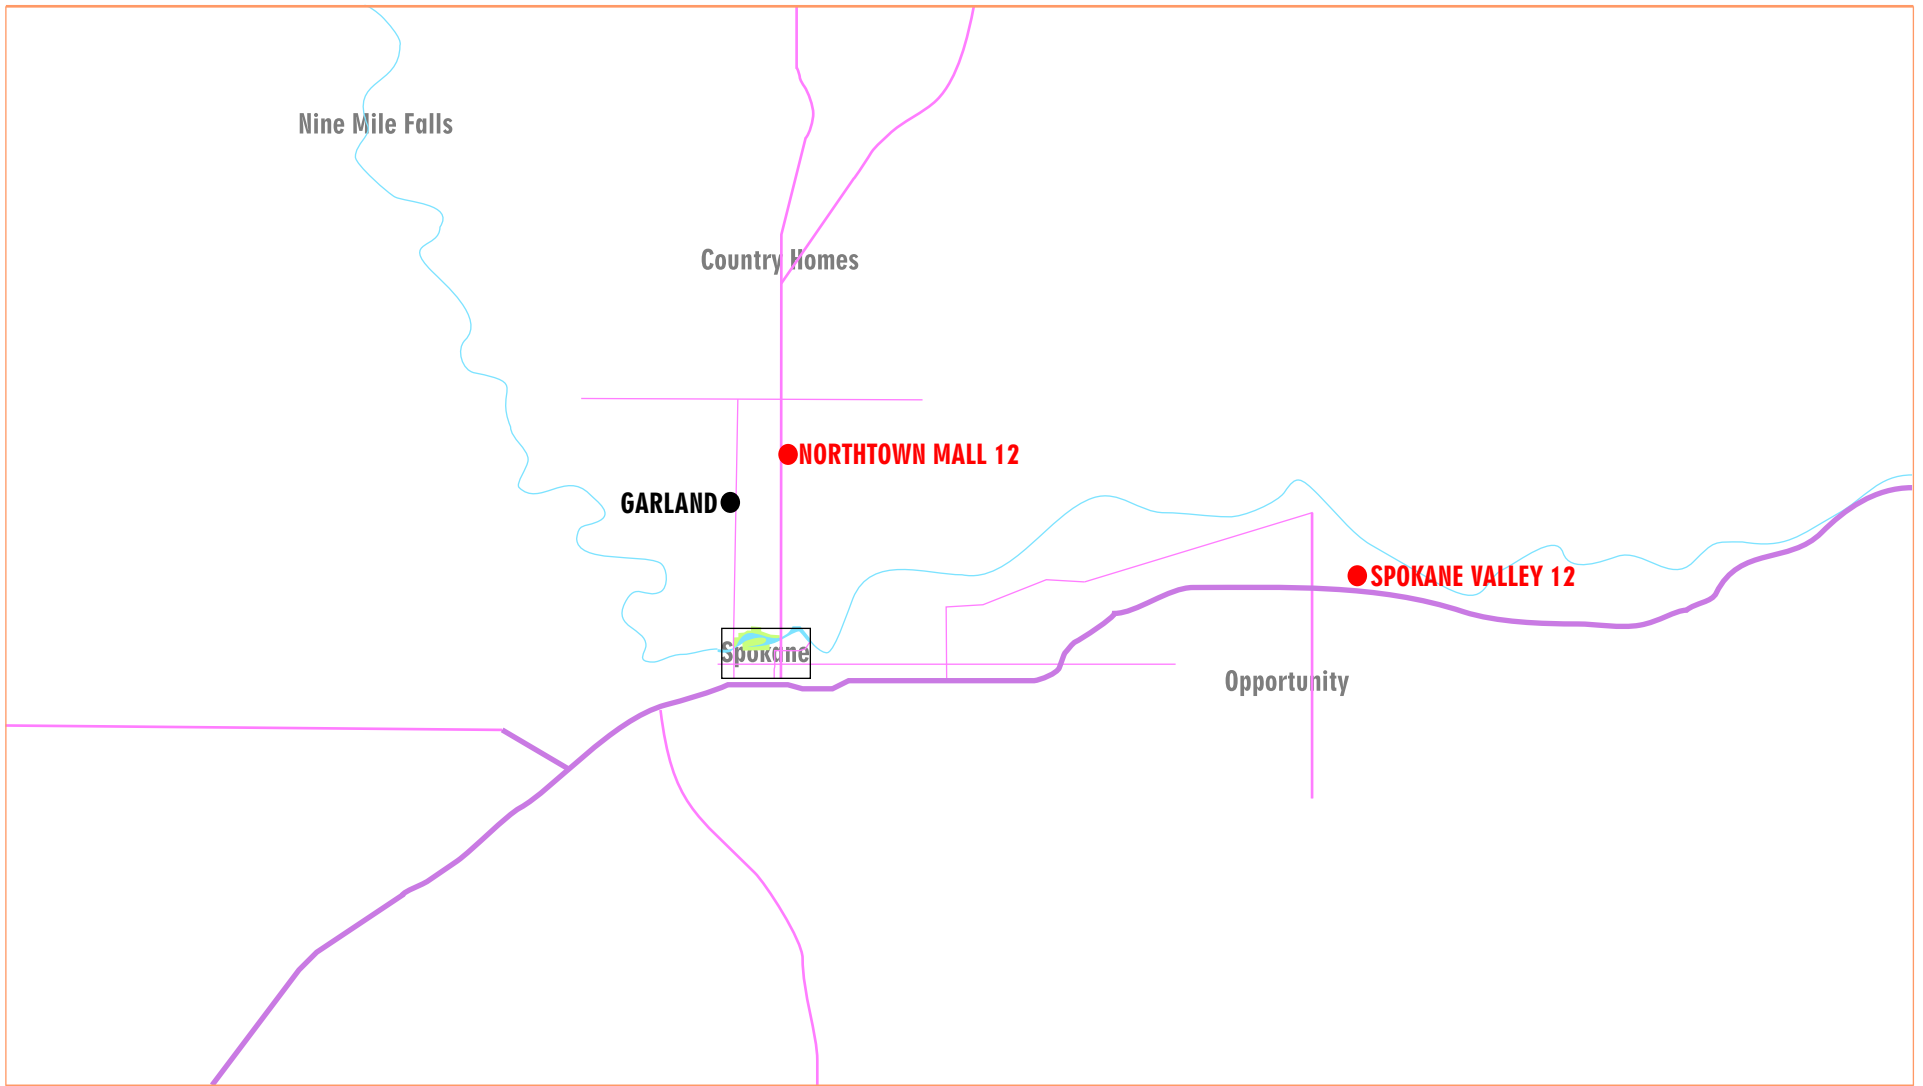 Nine Mile Falls
Country Homes
NORTHTOWN MALL 12
GARLAND
SPOKANE VALLEY 12
Spokane
Opportunity